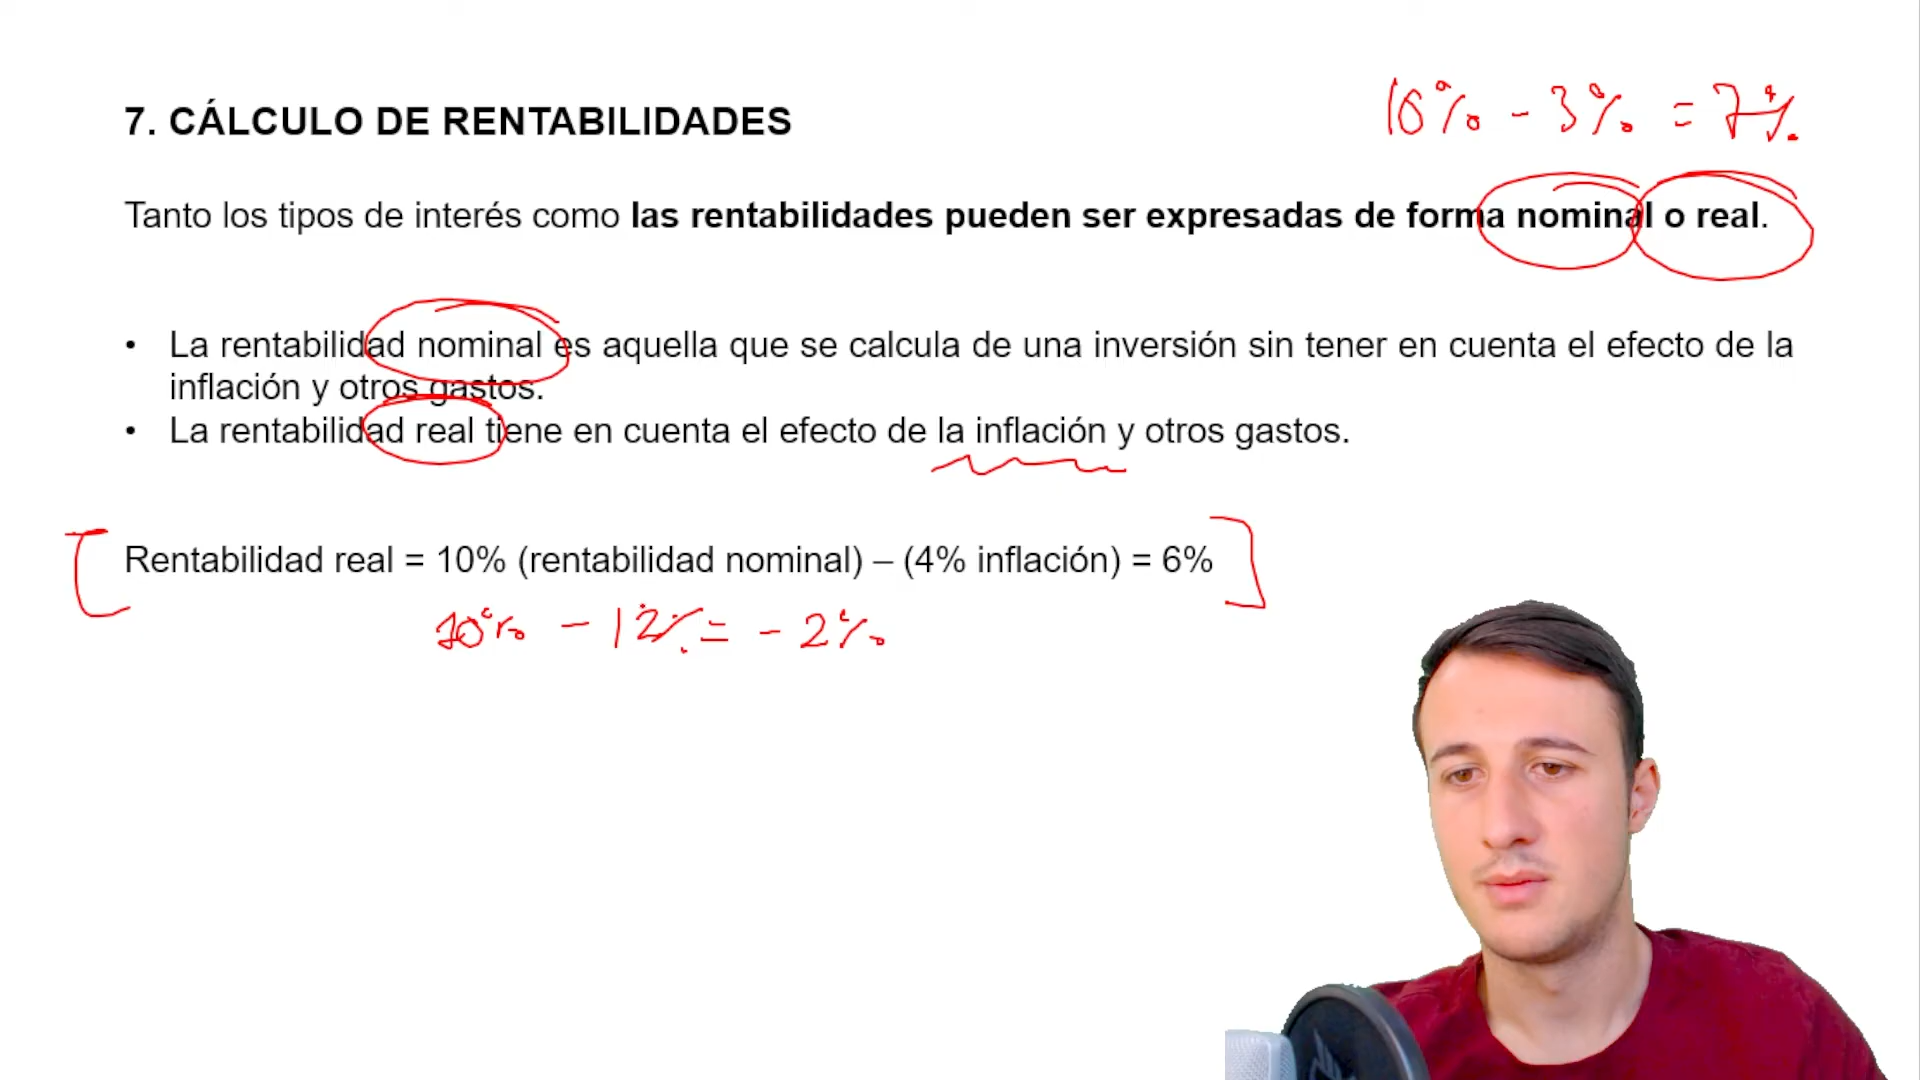 10% - 3% = 7%
7. CÁLCULO DE RENTABILIDADES
Tanto los tipos de interés como las rentabilidades pueden ser expresadas de forma nominal o real.
• La rentabilidad nominal es aquella que se calcula de una inversión sin tener en cuenta el efecto de la
inflación y otros gastos.
• La rentabilidad real tiene en cuenta el efecto de la inflación y otros gastos.
Rentabilidad real = 10% (rentabilidad nominal) – (4% inflación) = 6%
10% - 12% = - 2%